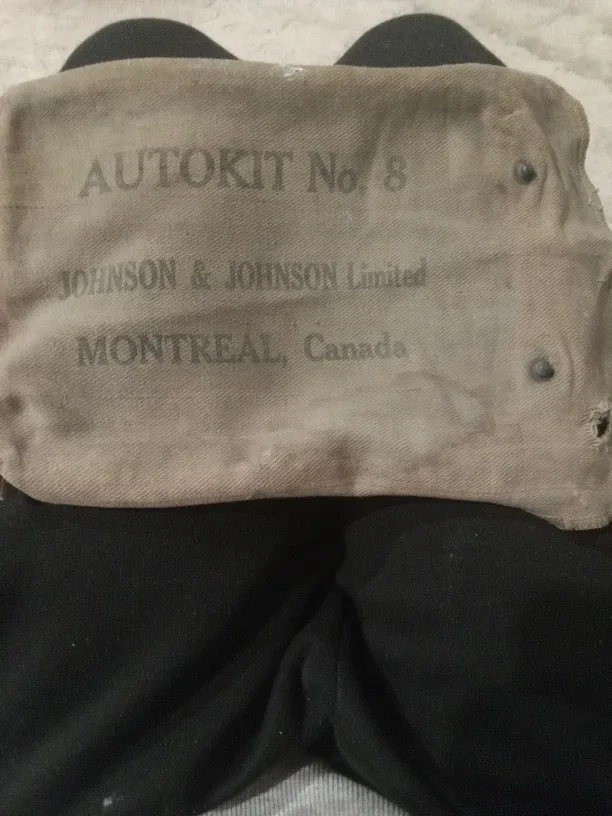 AUTOKIT No. 8
JOHNSON & JOHNSON Limited
MONTREAL, Canada